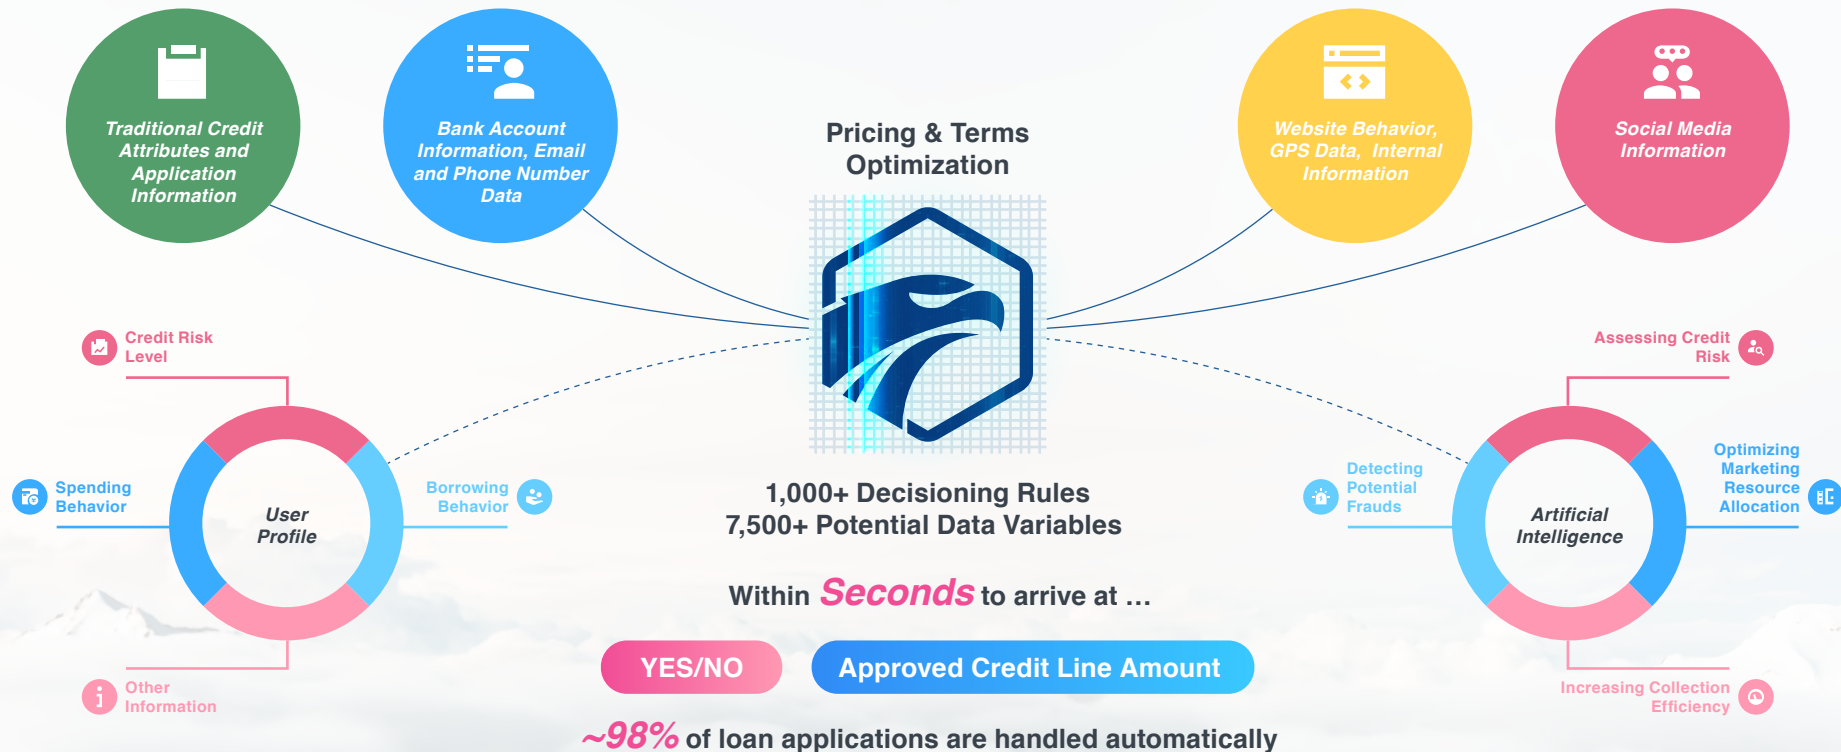 Traditional Credit
Attributes and
Application
Information
Bank Account
Information, Email
and Phone Number
Data
Pricing & Terms
Optimization
Website Behavior,
GPS Data,  Internal
Information
Social Media
Information
Credit Risk
Level
Spending
Behavior
Borrowing
Behavior
User
Profile
Other
Information
1,000+ Decisioning Rules
7,500+ Potential Data Variables
Within Seconds to arrive at ...
YES/NO
Approved Credit Line Amount
~98% of loan applications are handled automatically
Assessing Credit
Risk
Detecting
Potential
Frauds
Optimizing
Marketing
Resource
Allocation
Artificial
Intelligence
Increasing Collection
Efficiency